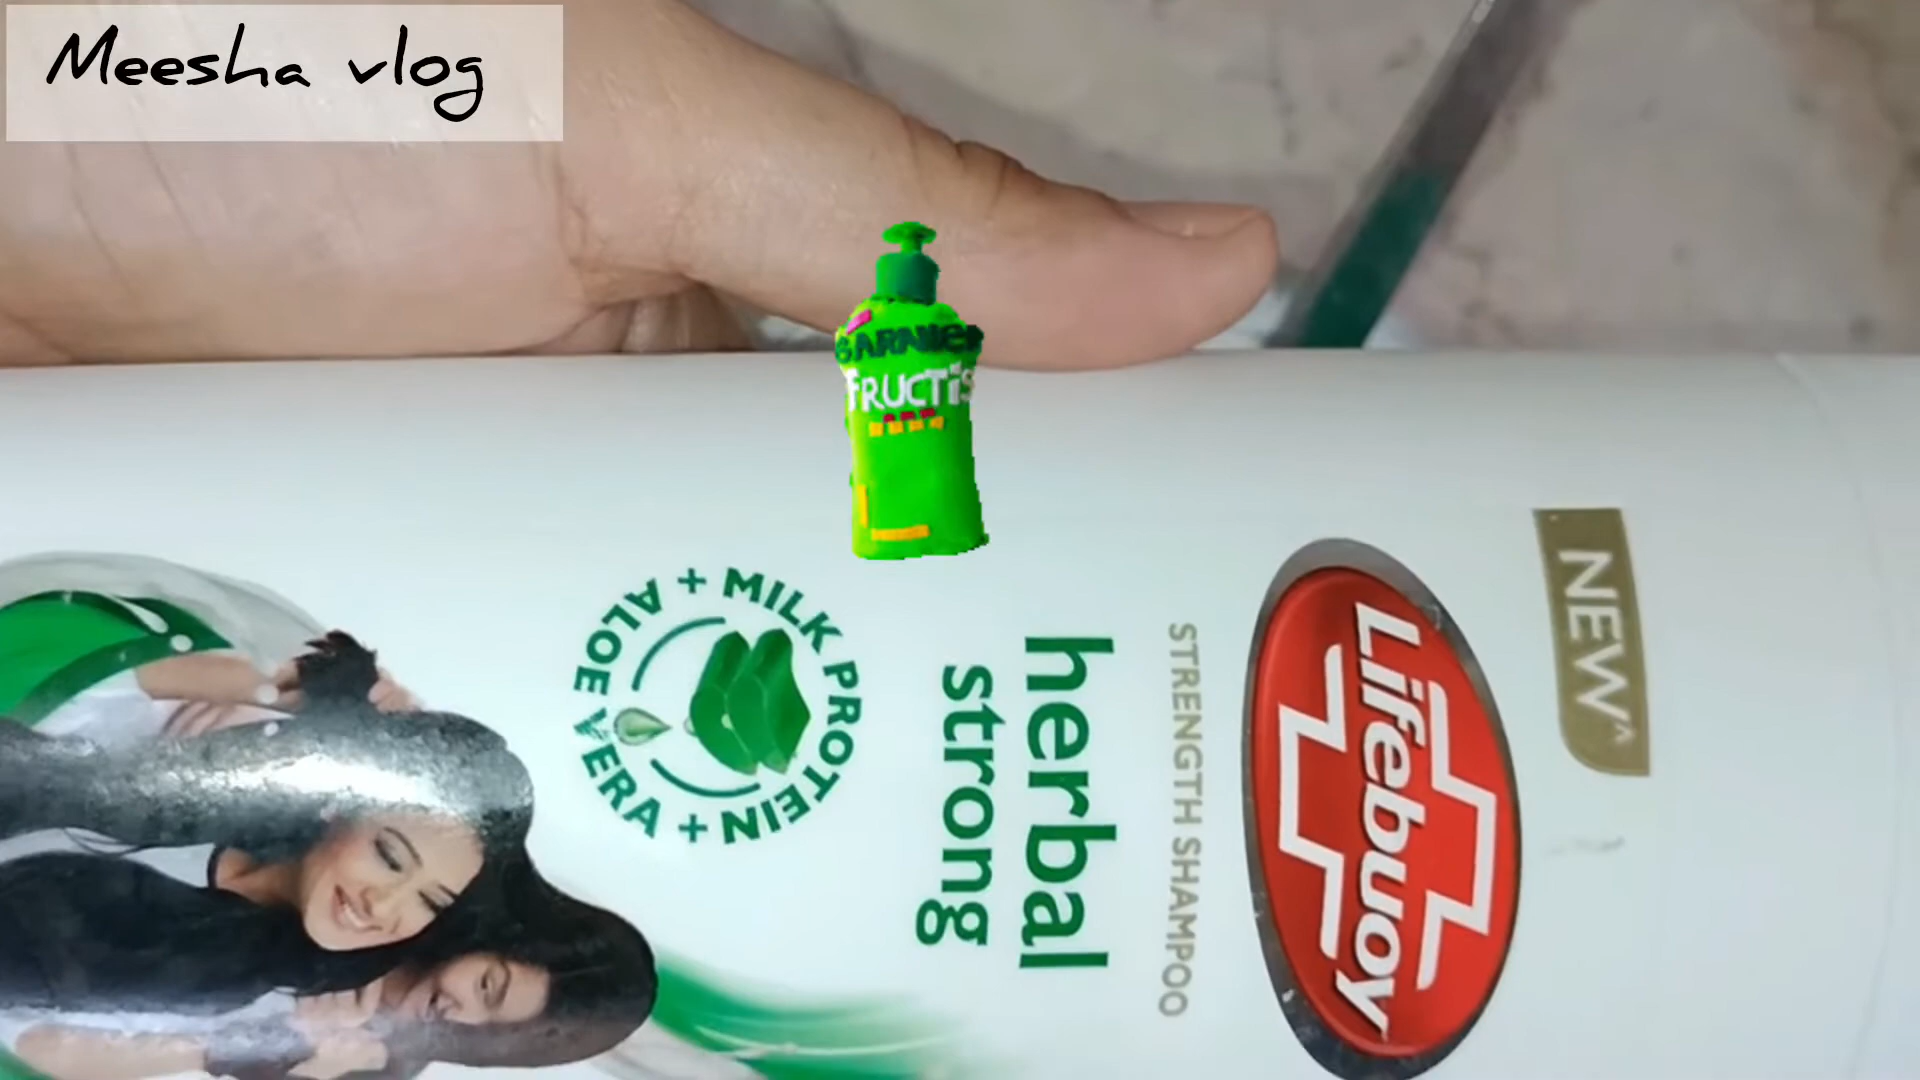 Meesha vlog
GARNIER
FRUCTIS
NEW^
Lifebuoy
STRENGTH SHAMPOO
herbal
strong
+ MILK PROTEIN + ALOE VERA